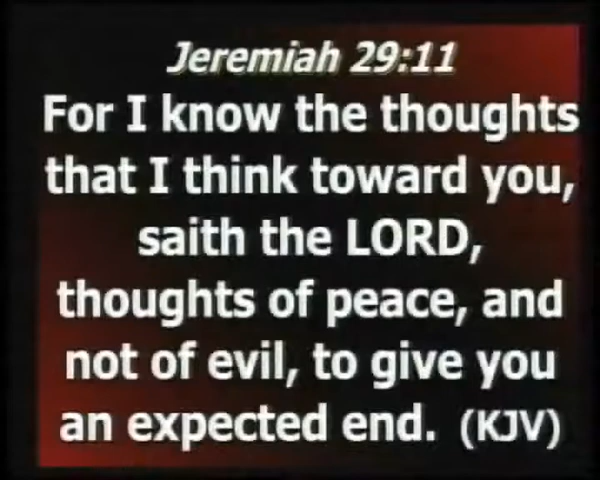 Jeremiah 29:11
For I know the thoughts
that I think toward you,
saith the LORD,
thoughts of peace, and
not of evil, to give you
an expected end. (KJV)